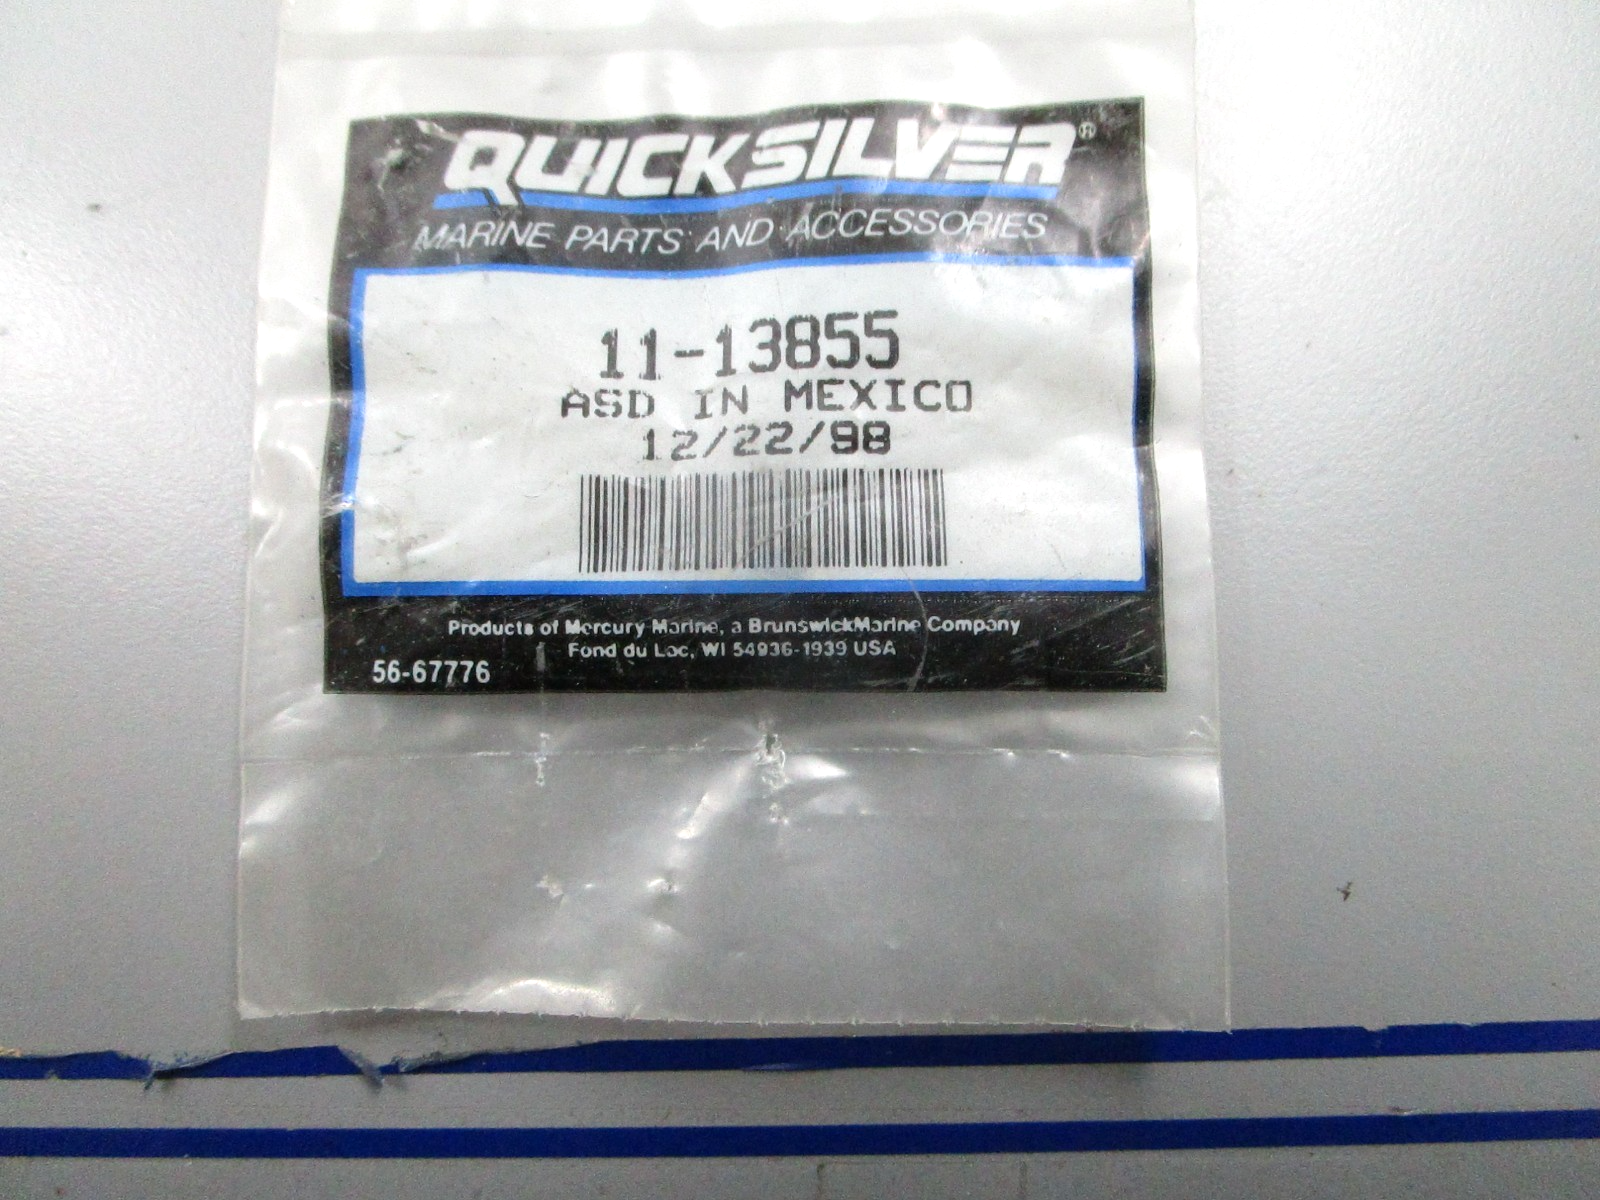 QUICKSILVER®
MARINE PARTS AND ACCESSORIES
11-13855
ASD IN MEXICO
12/22/98
Products of Mercury Marine, a BrunswickMarine Company
Fond du Lac, WI 54936-1939 USA
56-67776